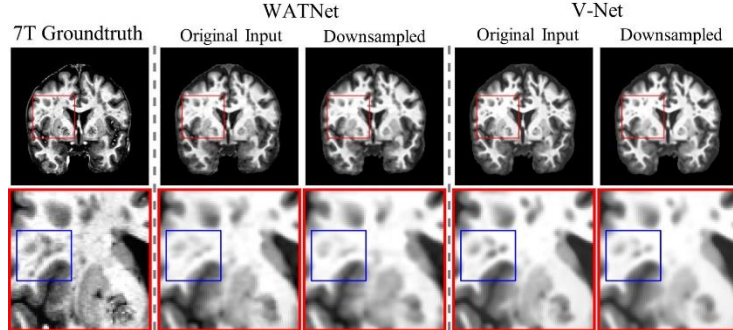 WATNet
V-Net
7T Groundtruth
Original Input
Downsampled
Original Input
Downsampled